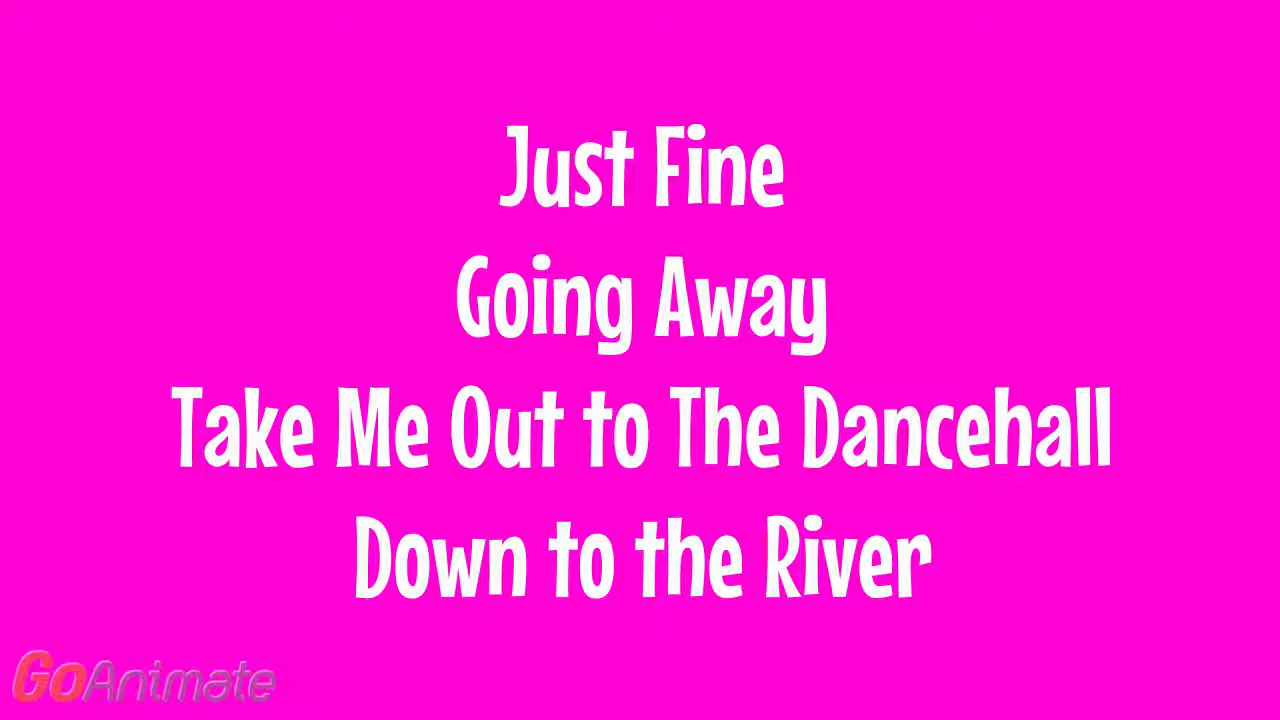 Just Fine
Going Away
Take Me Out to The Dancehall
Down to the River
GoAnimate